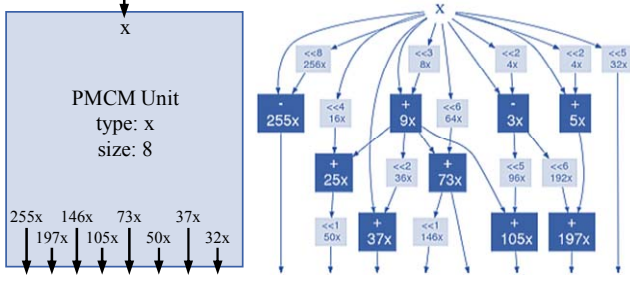 x
PMCM Unit
type: x
size: 8
255x 146x 73x 37x
197x 105x 50x 32x
x
<<8
256x
<<3
8x
<<2
4x
<<2
4x
<<5
32x
-
255x
<<4
16x
+
9x
<<6
64x
-
3x
+
5x
+
25x
<<2
36x
+
73x
<<5
96x
<<6
192x
<<1
50x
+
37x
<<1
146x
+
105x
+
197x